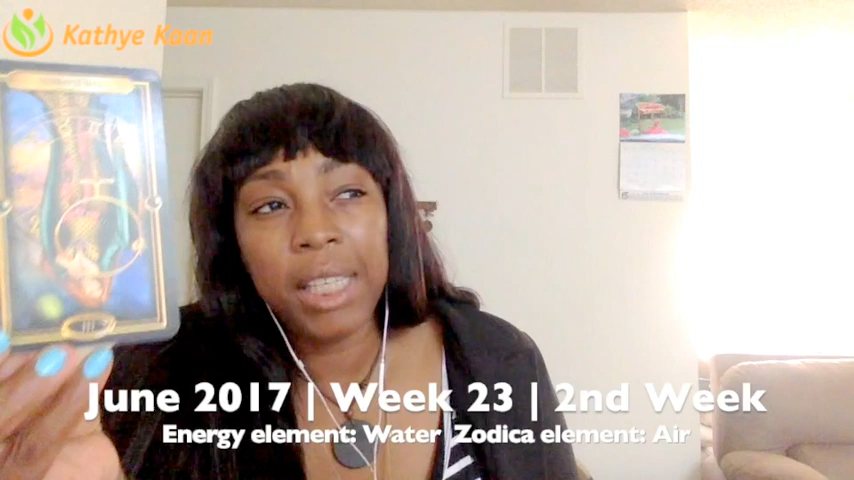 Kathye Kaan
June 2017 | Week 23 | 2nd Week
Energy element: Water Zodica element: Air